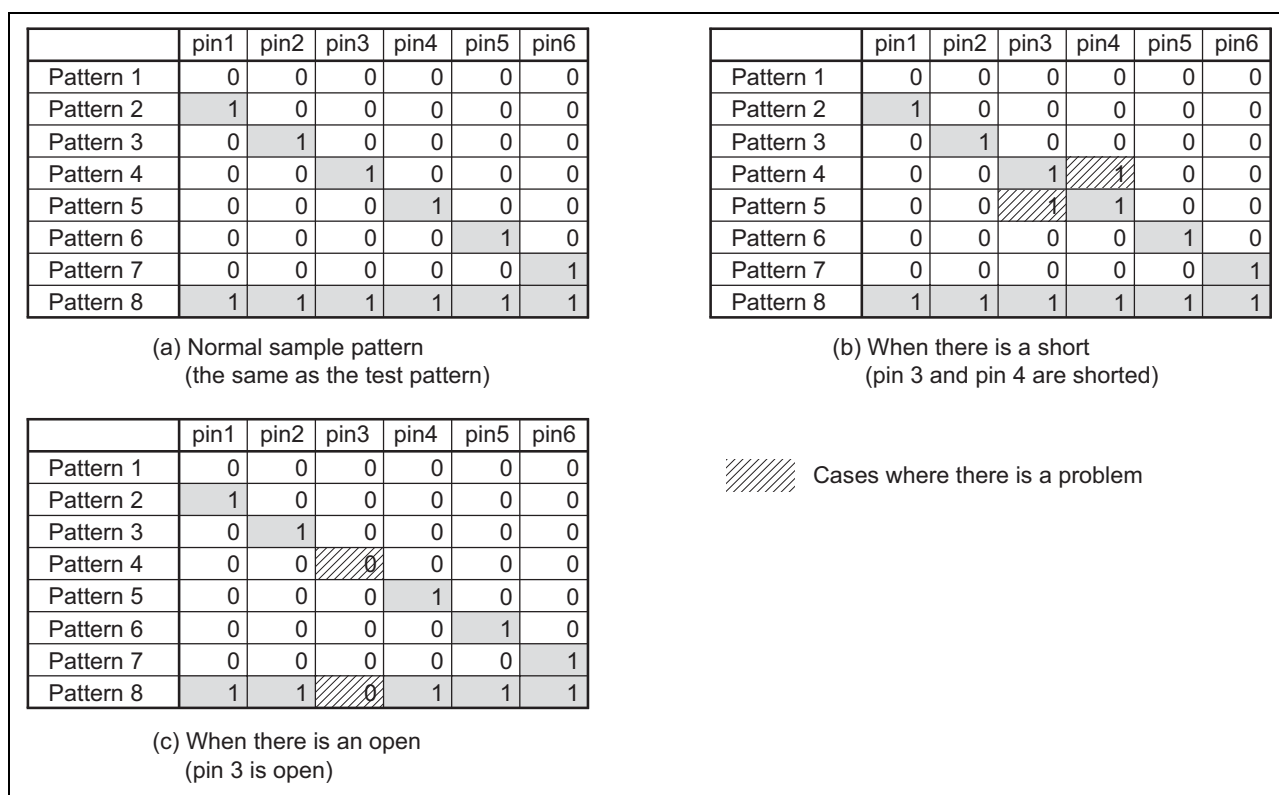 pin1 pin2 pin3 pin4 pin5 pin6
Pattern 1 0 0 0 0 0 0
Pattern 2 1 0 0 0 0 0
Pattern 3 0 1 0 0 0 0
Pattern 4 0 0 1 0 0 0
Pattern 5 0 0 0 1 0 0
Pattern 6 0 0 0 0 1 0
Pattern 7 0 0 0 0 0 1
Pattern 8 1 1 1 1 1 1
(a) Normal sample pattern
(the same as the test pattern)
pin1 pin2 pin3 pin4 pin5 pin6
Pattern 1 0 0 0 0 0 0
Pattern 2 1 0 0 0 0 0
Pattern 3 0 1 0 0 0 0
Pattern 4 0 0 1 1 0 0
Pattern 5 0 0 1 1 0 0
Pattern 6 0 0 0 0 1 0
Pattern 7 0 0 0 0 0 1
Pattern 8 1 1 1 1 1 1
(b) When there is a short
(pin 3 and pin 4 are shorted)
pin1 pin2 pin3 pin4 pin5 pin6
Pattern 1 0 0 0 0 0 0
Pattern 2 1 0 0 0 0 0
Pattern 3 0 1 0 0 0 0
Pattern 4 0 0 0 0 0 0
Pattern 5 0 0 0 1 0 0
Pattern 6 0 0 0 0 1 0
Pattern 7 0 0 0 0 0 1
Pattern 8 1 1 0 1 1 1
(c) When there is an open
(pin 3 is open)
Cases where there is a problem